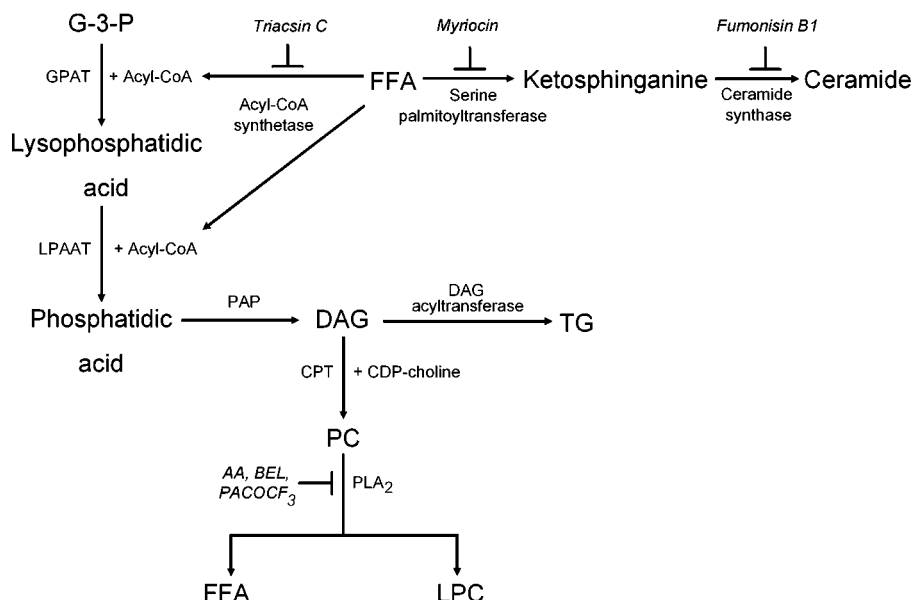 G-3-P
Triacsin C
Myriocin
Fumonisin B1
GPAT
+ Acyl-CoA
FFA
Ketosphinganine
Ceramide
Acyl-CoA
synthetase
Serine
palmitoyltransferase
Ceramide
synthase
Lysophosphatidic
acid
LPAAT
+ Acyl-CoA
Phosphatidic
acid
PAP
DAG
DAG
acyltransferase
TG
CPT
+ CDP-choline
PC
AA, BEL,
PACOCF3
PLA2
FFA
LPC